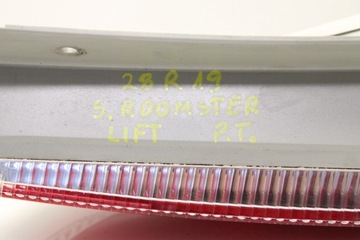 28 R 19
S. ROOMSTER
LIFT P.T.